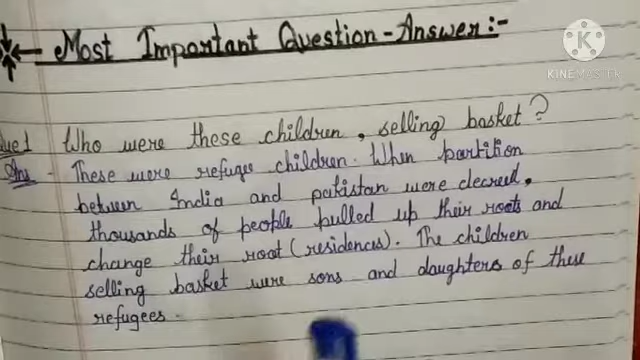 Most Important Question-Answer:-
KINEMASTER
Que1 Who were these children, selling basket?
Ans - These were refugee children. When partition
between India and pakistan were decreed,
thousands of people pulled up their roots and
change their root (residences). The children
selling basket were sons and daughters of these
refugees.